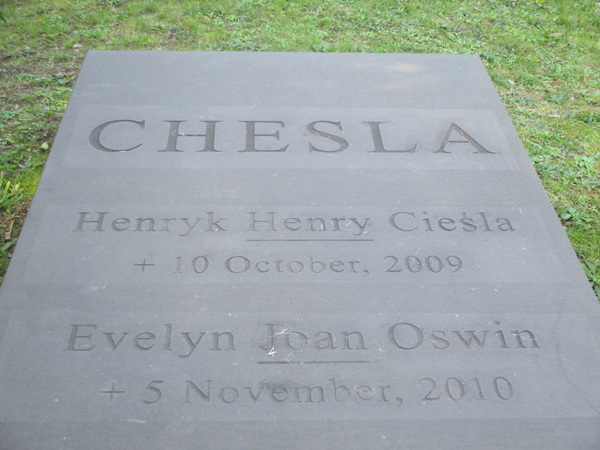 CHESLA
Henryk Henry Cieśla
+ 10 October, 2009
Evelyn Joan Oswin
+ 5 November, 2010